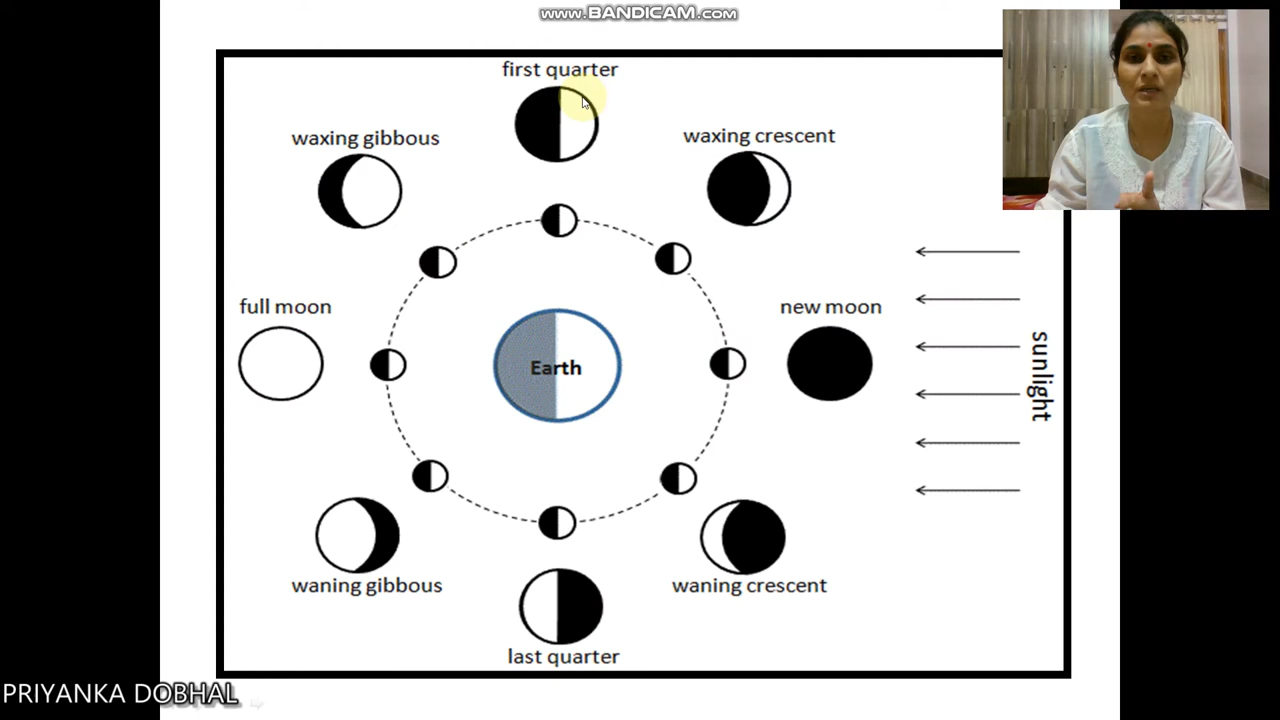 www.BANDICAM.com
first quarter
waxing gibbous
waxing crescent
full moon
new moon
Earth
sunlight
waning gibbous
waning crescent
last quarter
PRIYANKA DOBHAL